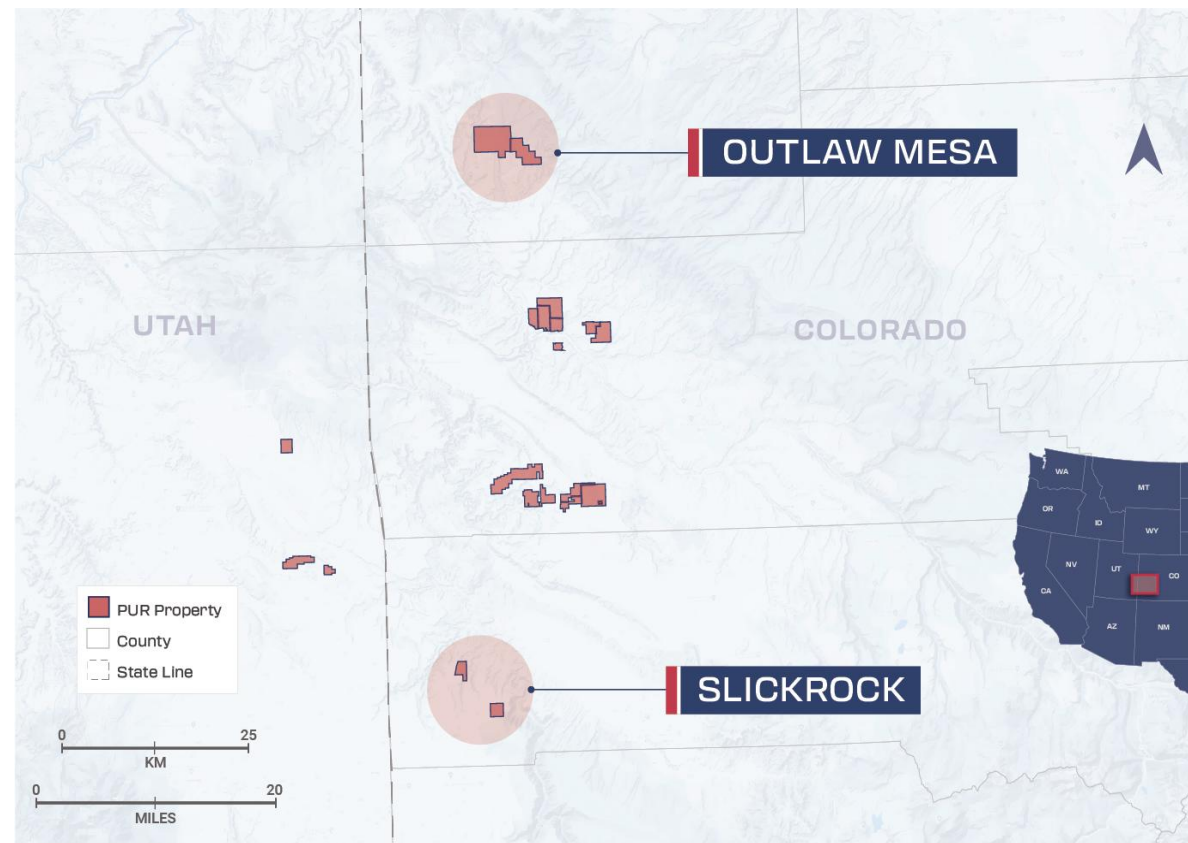 OUTLAW MESA
UTAH
COLORADO
WA
MT
OR
ID
WY
NV
UT
CO
CA
AZ
NM
PUR Property
County
State Line
SLICKROCK
0 25
KM
0 20
MILES